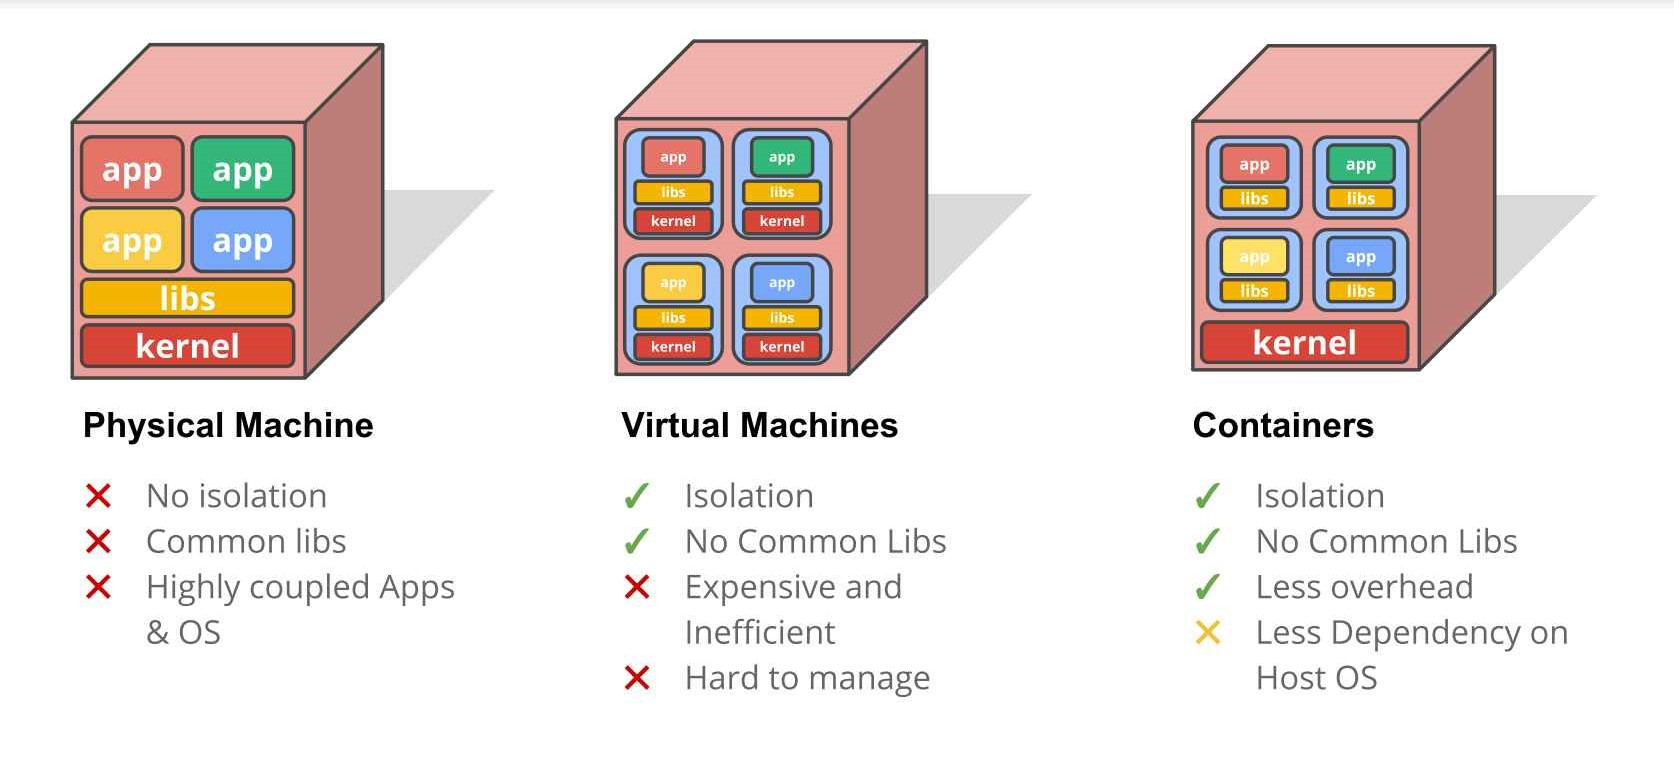 app app
app app
libs
kernel
app app
libs libs
kernel kernel
app app
libs libs
kernel kernel
app app
libs libs
app app
libs libs
kernel
Physical Machine
✕ No isolation
✕ Common libs
✕ Highly coupled Apps
& OS
Virtual Machines
✓ Isolation
✓ No Common Libs
✕ Expensive and
Inefficient
✕ Hard to manage
Containers
✓ Isolation
✓ No Common Libs
✓ Less overhead
✕ Less Dependency on
Host OS